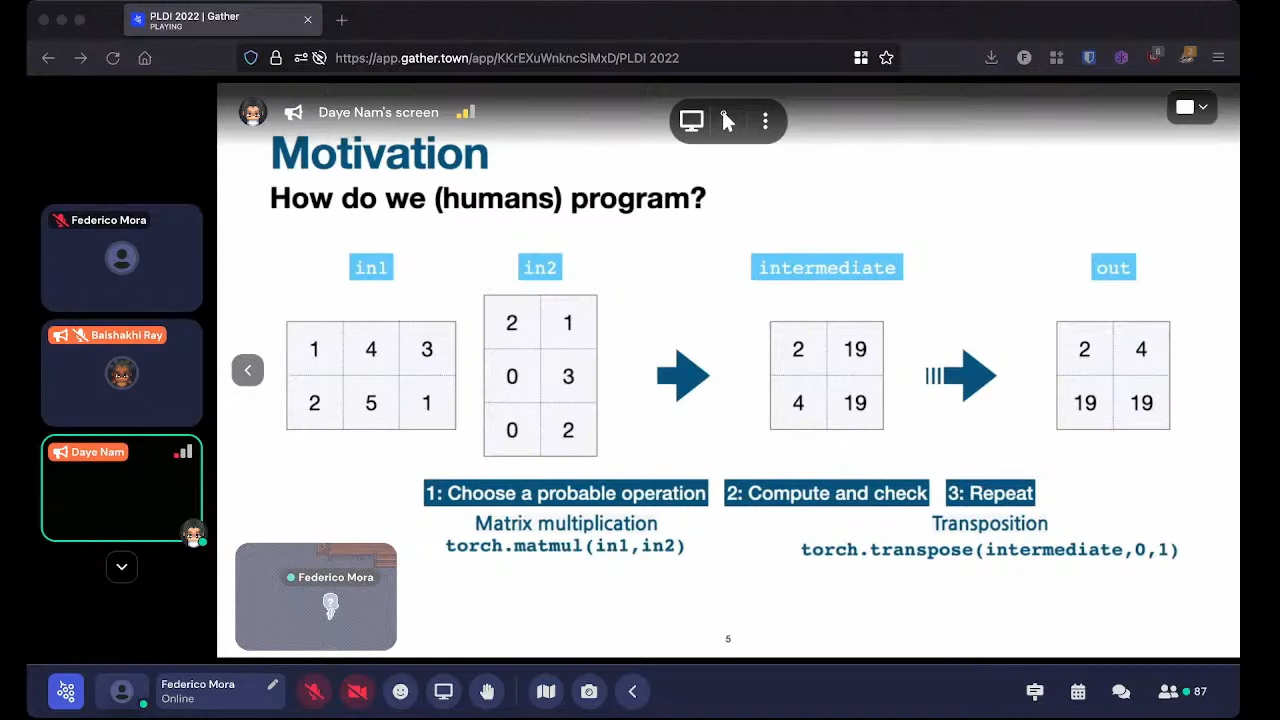 PLDI 2022 | Gather
PLAYING
https://app.gather.town/app/KKrEXuWnkncSiMxD/PLDI 2022
6
3
Daye Nam's screen
Motivation
How do we (humans) program?
Federico Mora
Baishakhi Ray
Daye Nam
in1
in2
intermediate
out
1 4 3
2 5 1
2 1
0 3
0 2
2 19
4 19
2 4
19 19
1: Choose a probable operation
2: Compute and check
3: Repeat
Matrix multiplication
torch.matmul(in1,in2)
Transposition
torch.transpose(intermediate,0,1)
Federico Mora
?
5
Federico Mora
Online
87